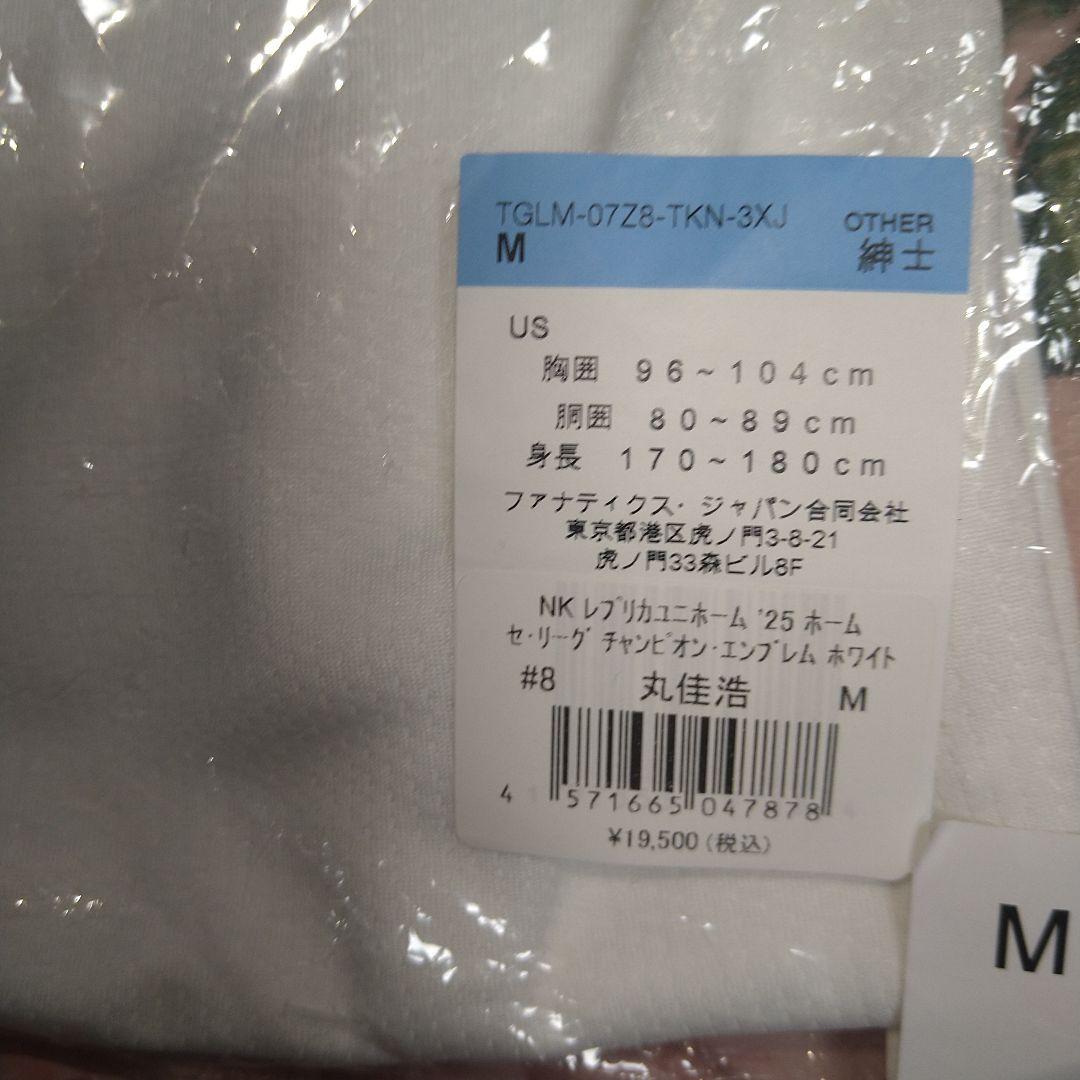 TGLM-07Z8-TKN-3XJ
OTHER
M
紳士
US
胸囲 96~104cm
胴囲 80~89cm
身長 170~180cm
ファナティクス・ジャパン合同会社
東京都港区虎ノ門3-8-21
虎ノ門33森ビル8F
NK レプリカユニホーム '25 ホーム
セ・リーグ チャンピオン・エンブレム ホワイト
#8 丸佳浩 M
4 571665 047878
¥19,500 (税込)
M